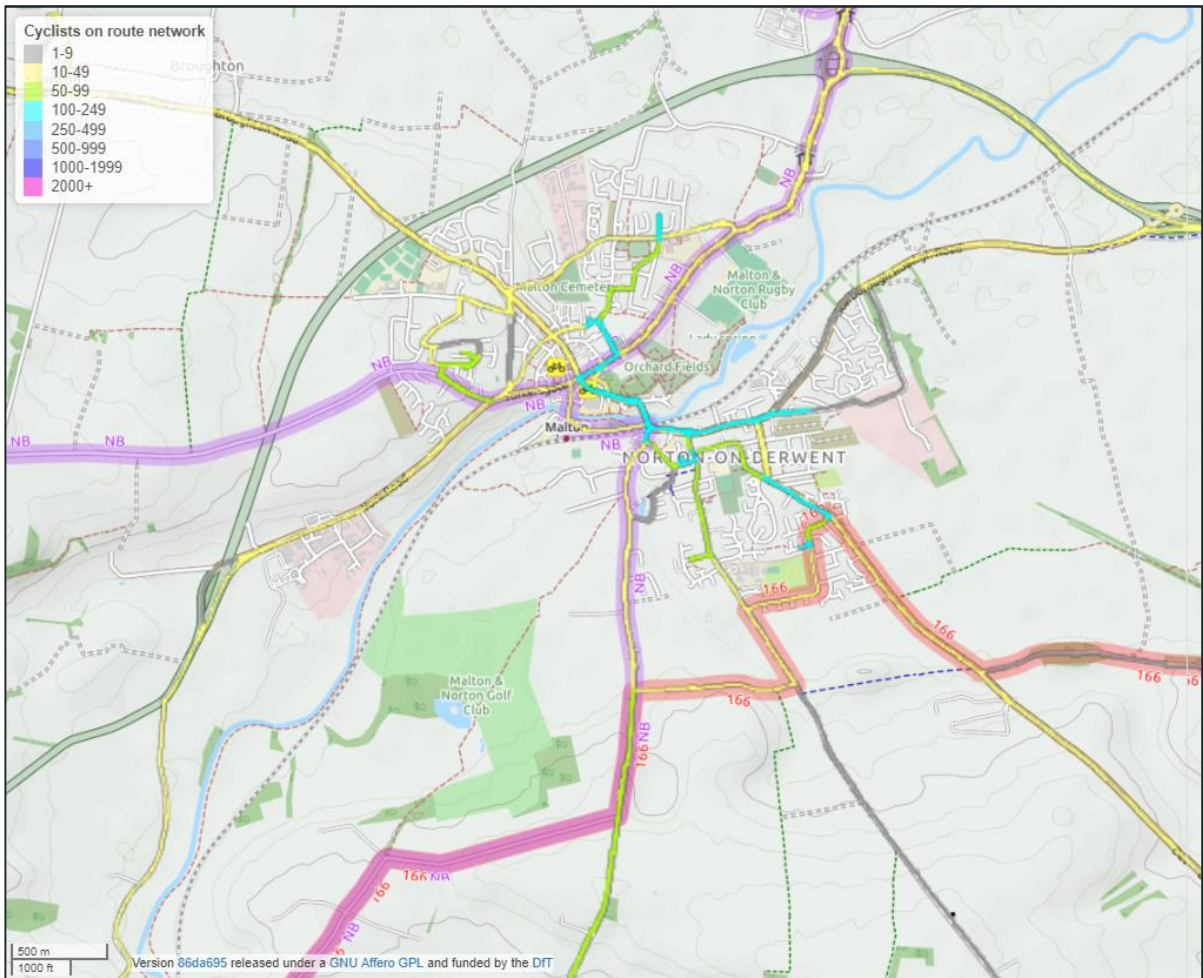 Cyclists on route network
1-9
10-49
50-99
100-249
250-499
500-999
1000-1999
2000+
Broughton
NB
Malton &
Norton Rugby
Club
Malton Cemetery
NB
NB
Orchard Fields
NB
NB
NB
Malton
NB
NORTON-ON-DERWENT
166
NB
166
166
Malton &
Norton Golf
Club
166
NB
166
166
NB
166
NB
500 m
1000 ft
Version 86da695 released under a GNU Affero GPL and funded by the DfT